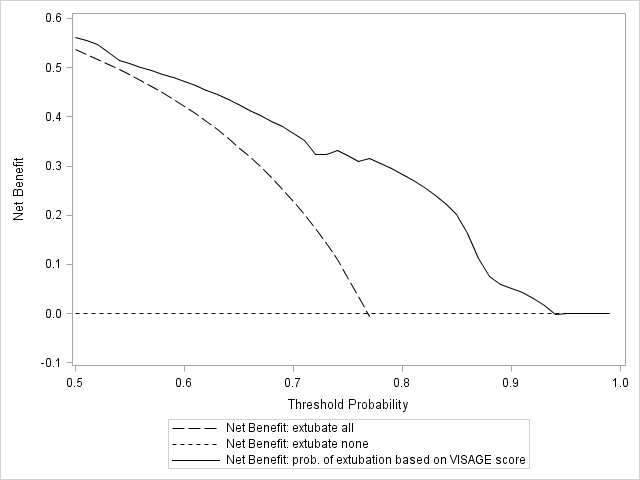 0.6
0.5
0.4
0.3
0.2
0.1
0.0
-0.1
Net Benefit
0.5 0.6 0.7 0.8 0.9 1.0
Threshold Probability
Net Benefit: extubate all
Net Benefit: extubate none
Net Benefit: prob. of extubation based on VISAGE score